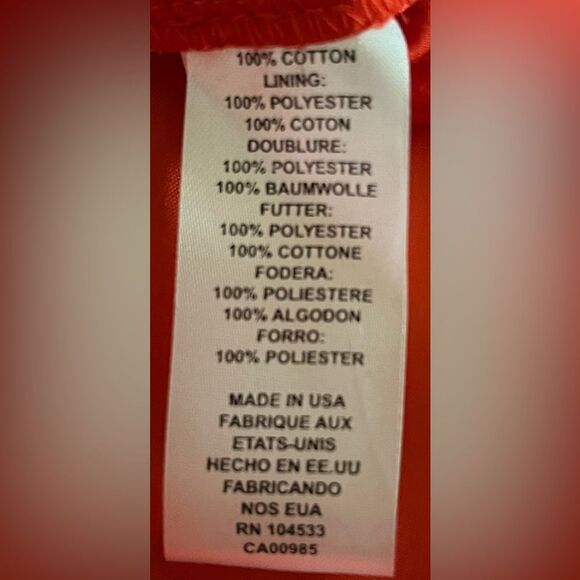 100% COTTON
LINING:
100% POLYESTER
100% COTON
DOUBLURE:
100% POLYESTER
100% BAUMWOLLE
FUTTER:
100% POLYESTER
100% COTTONE
FODERA:
100% POLIESTERE
100% ALGODON
FORRO:
100% POLIESTER
MADE IN USA
FABRIQUE AUX
ETATS-UNIS
HECHO EN EE.UU
FABRICANDO
NOS EUA
RN 104533
CA00985